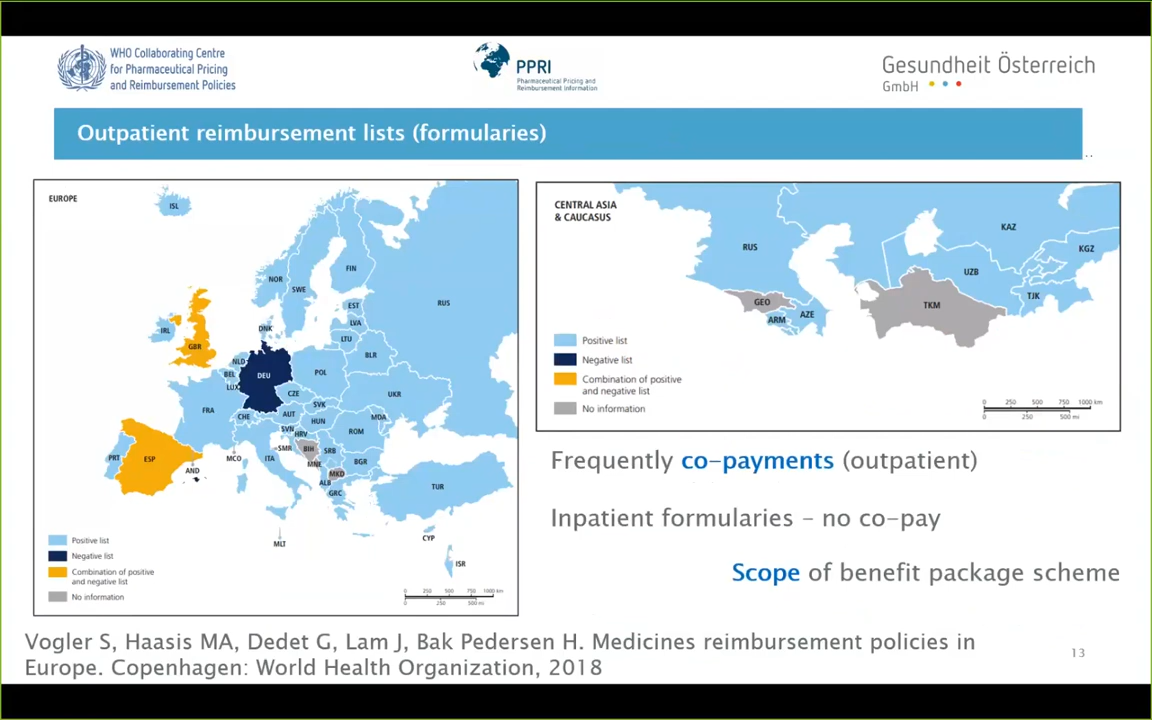 WHO Collaborating Centre
for Pharmaceutical Pricing
and Reimbursement Policies
PPRI
Pharmaceutical Pricing and
Reimbursement Information
Gesundheit Österreich
GmbH
Outpatient reimbursement lists (formularies)
EUROPE
ISL
FIN
NOR
SWE
RUS
EST
LVA
DNK
LTU
IRL
GBR
NLD
BLR
BEL
DEU
POL
LUX
CZE
UKR
SVK
FRA
CHE
AUT
HUN
MDA
SVN
HRV
ROM
SMR
BIH
SRB
PRT
ESP
MCO
ITA
MNE
BGR
AND
MKD
ALB
TUR
GRC
CYP
MLT
ISR
Positive list
Negative list
Combination of positive
and negative list
No information
0 250 500 750 1000 km
0 250 500 mi
CENTRAL ASIA
& CAUCASUS
KAZ
RUS
KGZ
UZB
TJK
GEO
TKM
ARM
AZE
Positive list
Negative list
Combination of positive
and negative list
No information
0 250 500 750 1000 km
0 250 500 mi
Frequently co-payments (outpatient)
Inpatient formularies – no co-pay
Scope of benefit package scheme
Vogler S, Haasis MA, Dedet G, Lam J, Bak Pedersen H. Medicines reimbursement policies in
Europe. Copenhagen: World Health Organization, 2018
13